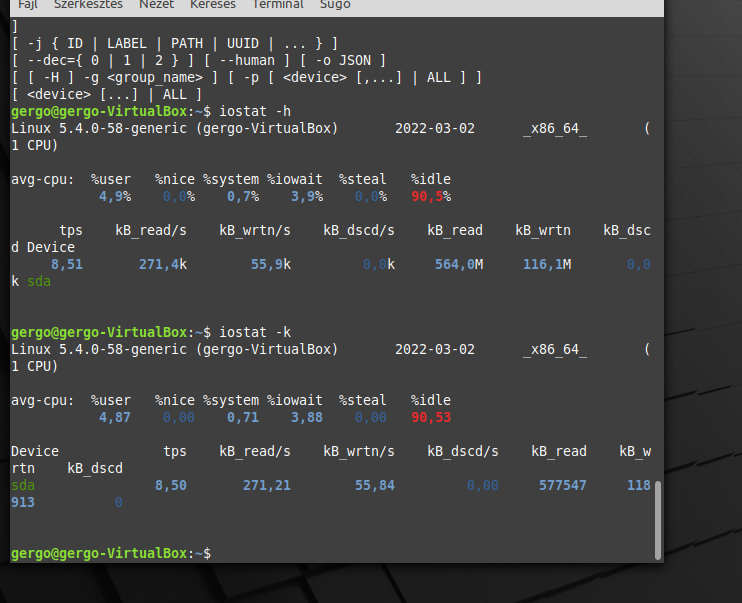 Fájl Szerkesztés Nézet Keresés Terminál Súgó
]
[ -j { ID | LABEL | PATH | UUID | ... } ]
[ --dec={ 0 | 1 | 2 } ] [ --human ] [ -o JSON ]
[ [ -H ] -g <group_name> ] [ -p [ <device> [,...] | ALL ] ]
[ <device> [...] | ALL ]
gergo@gergo-VirtualBox:~$ iostat -h
Linux 5.4.0-58-generic (gergo-VirtualBox) 2022-03-02 _x86_64_ (
1 CPU)
avg-cpu: %user %nice %system %iowait %steal %idle
4,9% 0,0% 0,7% 3,9% 0,0% 90,5%
tps kB_read/s kB_wrtn/s kB_dscd/s kB_read kB_wrtn kB_dsc
d Device
8,51 271,4k 55,9k 0,0k 564,0M 116,1M 0,0
k sda
gergo@gergo-VirtualBox:~$ iostat -k
Linux 5.4.0-58-generic (gergo-VirtualBox) 2022-03-02 _x86_64_ (
1 CPU)
avg-cpu: %user %nice %system %iowait %steal %idle
4,87 0,00 0,71 3,88 0,00 90,53
Device tps kB_read/s kB_wrtn/s kB_dscd/s kB_read kB_w
rtn kB_dscd
sda 8,50 271,21 55,84 0,00 577547 118
913 0
gergo@gergo-VirtualBox:~$